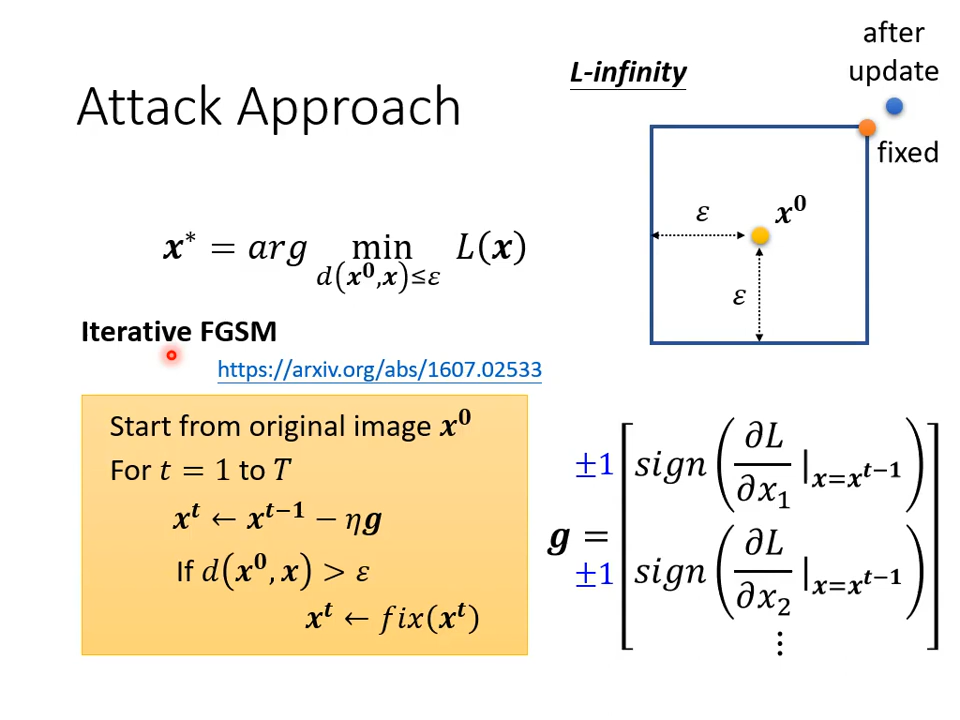 Attack Approach
L-infinity
after
update
fixed
ε
x⁰
ε
x* = arg min L(x)
d(x⁰,x)≤ε
Iterative FGSM
https://arxiv.org/abs/1607.02533
Start from original image x⁰
For t = 1 to T
xᵗ ← xᵗ⁻¹ − ηg
If d(x⁰, x) > ε
xᵗ ← fix(xᵗ)
g =
±1 sign(∂L/∂x₁ |x=xᵗ⁻¹)
±1 sign(∂L/∂x₂ |x=xᵗ⁻¹)
⋮